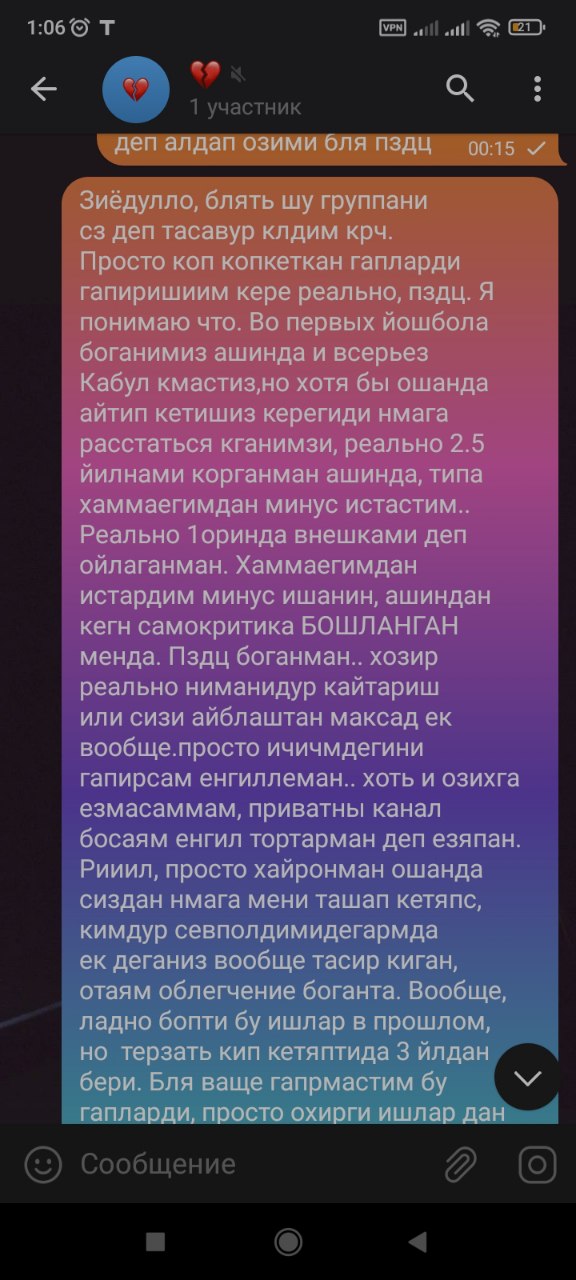 1:06
VPN
21
1 участник
деп алдап озими бля пздц 00:15
Зиёдулло, блять шу группани
сз деп тасавур клдим крч.
Просто коп копкеткан гапларди
гапиришиим кере реально, пздц. Я
понимаю что. Во первых йошбола
боганимиз ашинда и всерьез
Кабул кмастиз,но хотя бы ошанда
айтип кетишиз керегиди нмага
расстаться кганимзи, реально 2.5
йилнами корганман ашинда, типа
хаммаегимдан минус истастим..
Реально 1оринда внешками деп
ойлаганман. Хаммаегимдан
истардим минус ишанин, ашиндан
кегн самокритика БОШЛАНГАН
менда. Пздц боганман.. хозир
реально ниманидур кайтариш
или сизи айблаштан максад ек
вообще.просто ичичмдегини
гапирсам енгиллеман.. хоть и озихга
езмасаммам, приватны канал
босаям енгил тортарман деп езяпан.
Рииил, просто хайронман ошанда
сиздан нмага мени ташап кетяпс,
кимдур севполдимидегармда
ек деганиз вообще тасир киган,
отаям облегчение боганта. Вообще,
ладно бопти бу ишлар в прошлом,
но терзать кип кетяптида 3 йлдан
бери. Бля ваще гапрмастим бу
гапларди, просто охирги ишлар дан
Сообщение